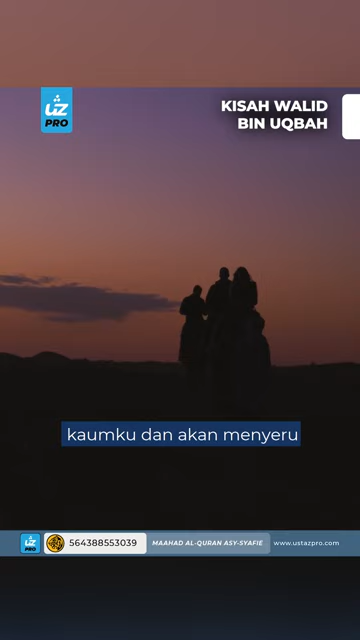 UZ
PRO
KISAH WALID
BIN UQBAH
kaumku dan akan menyeru
UZ
PRO
564388553039
MAAHAD AL-QURAN ASY-SYAFIE
www.ustazpro.com